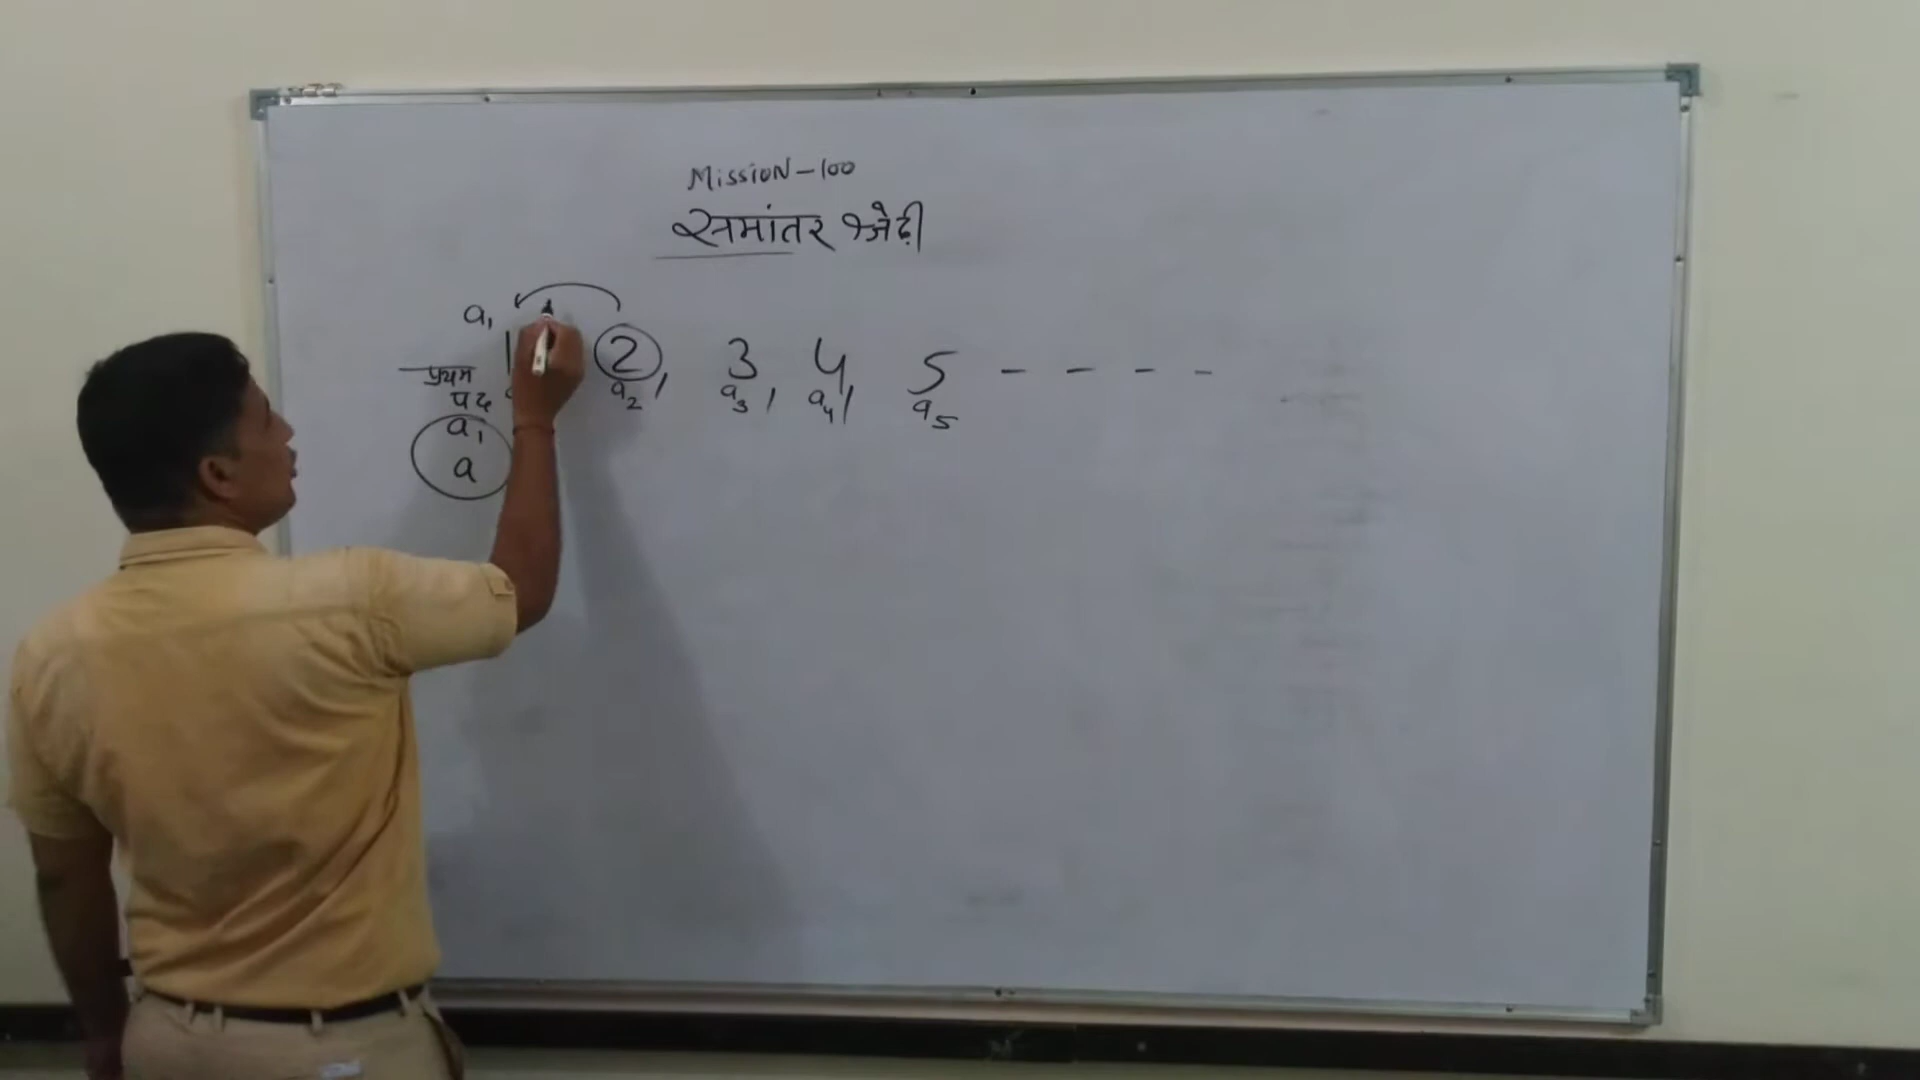 Mission-100
समांतर श्रेढ़ी
a₁
1 2 3 4 5 - - - -
प्रथम a₂, a₃, a₄, a₅
पद
a₁
a